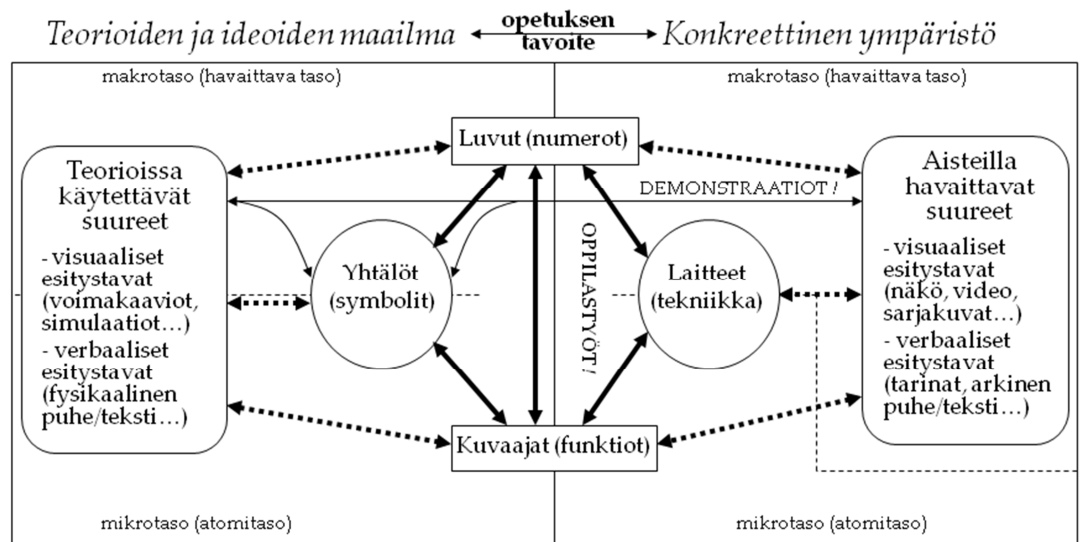 Teorioiden ja ideoiden maailma
opetuksen
tavoite
Konkreettinen ympäristö
makrotaso (havaittava taso)
makrotaso (havaittava taso)
Luvut (numerot)
Teorioissa
käytettävät
suureet
- visuaaliset
esitystavat
(voimakaaviot,
simulaatiot…)
- verbaaliset
esitystavat
(fysikaalinen
puhe/teksti…)
Yhtälöt
(symbolit)
DEMONSTRAATIOT !
OPPILASTYÖT !
Laitteet
(tekniikka)
Aisteilla
havaittavat
suureet
- visuaaliset
esitystavat
(näkö, video,
sarjakuvat…)
- verbaaliset
esitystavat
(tarinat, arkinen
puhe/teksti…)
Kuvaajat (funktiot)
mikrotaso (atomitaso)
mikrotaso (atomitaso)